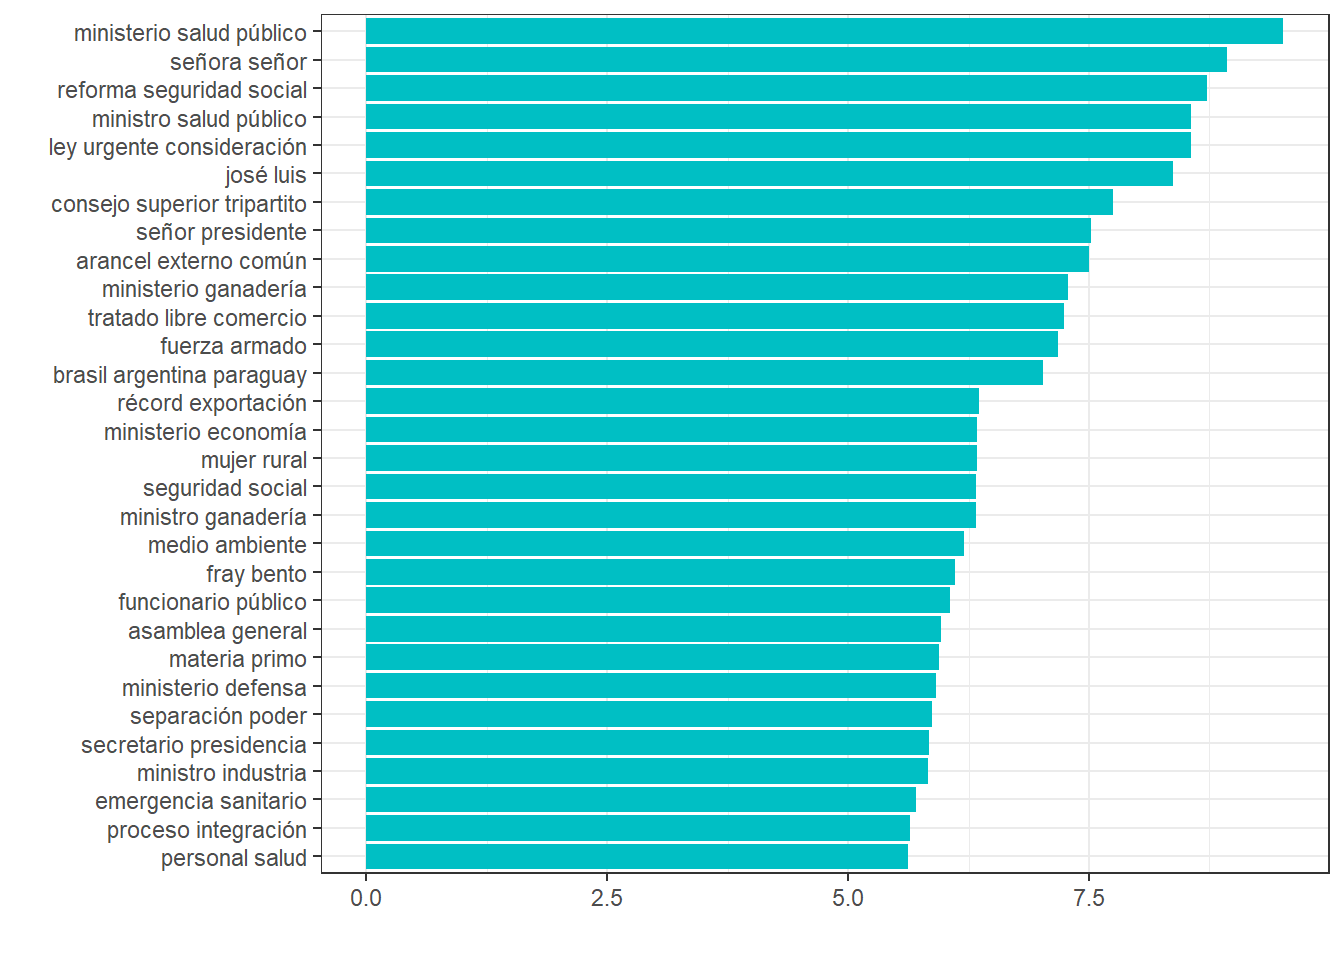 ministerio salud público
señora señor
reforma seguridad social
ministro salud público
ley urgente consideración
josé luis
consejo superior tripartito
señor presidente
arancel externo común
ministerio ganadería
tratado libre comercio
fuerza armado
brasil argentina paraguay
récord exportación
ministerio economía
mujer rural
seguridad social
ministro ganadería
medio ambiente
fray bento
funcionario público
asamblea general
materia primo
ministerio defensa
separación poder
secretario presidencia
ministro industria
emergencia sanitario
proceso integración
personal salud
0.0 2.5 5.0 7.5